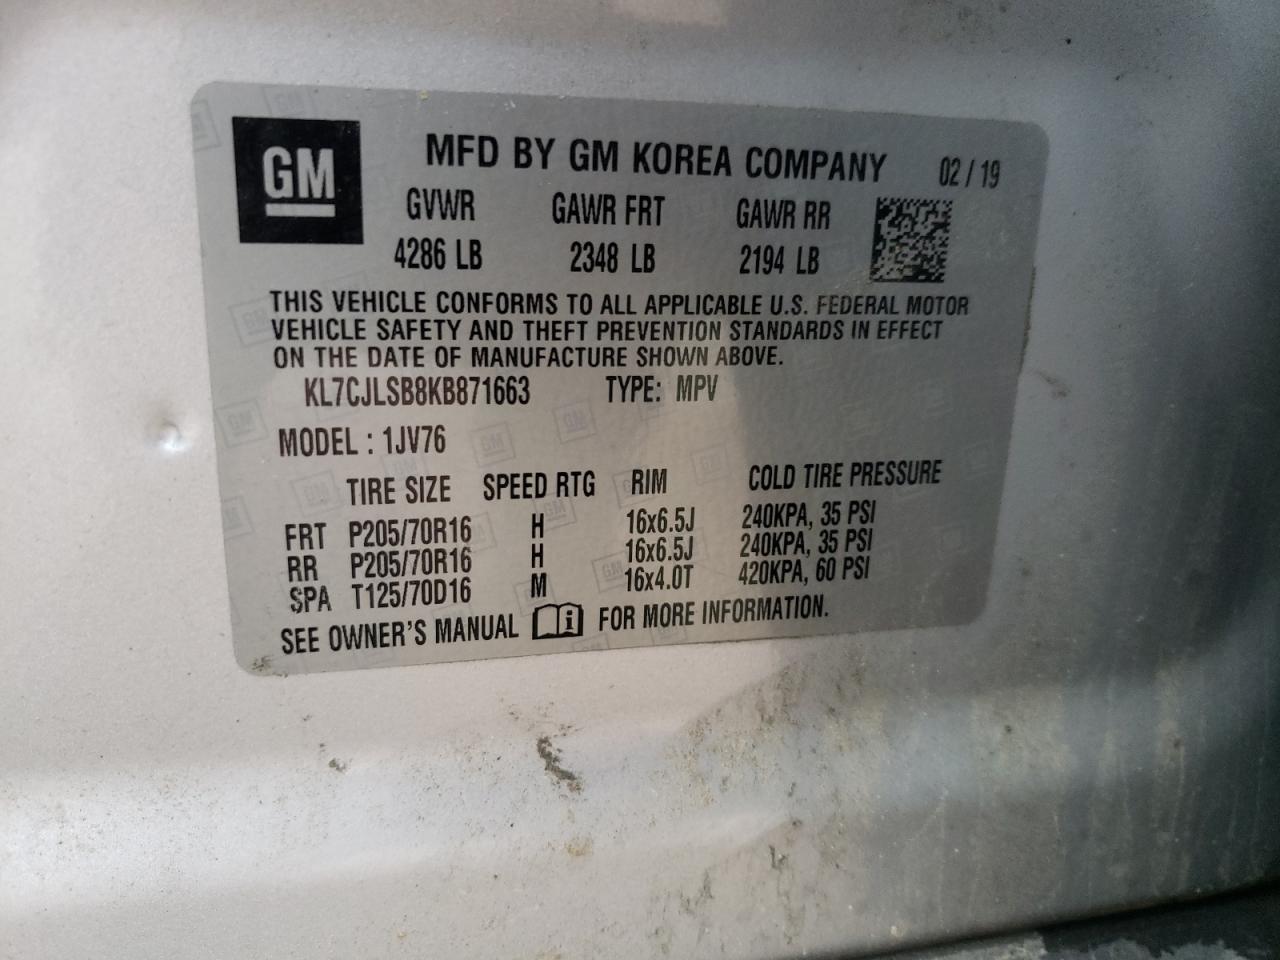 GM
MFD BY GM KOREA COMPANY 02 / 19
GVWR GAWR FRT GAWR RR
4286 LB 2348 LB 2194 LB
THIS VEHICLE CONFORMS TO ALL APPLICABLE U.S. FEDERAL MOTOR
VEHICLE SAFETY AND THEFT PREVENTION STANDARDS IN EFFECT
ON THE DATE OF MANUFACTURE SHOWN ABOVE.
KL7CJLSB8KB871663 TYPE: MPV
MODEL : 1JV76
TIRE SIZE SPEED RTG RIM COLD TIRE PRESSURE
FRT P205/70R16 H 16x6.5J 240KPA, 35 PSI
RR P205/70R16 H 16x6.5J 240KPA, 35 PSI
SPA T125/70D16 M 16x4.0T 420KPA, 60 PSI
SEE OWNER'S MANUAL i FOR MORE INFORMATION.